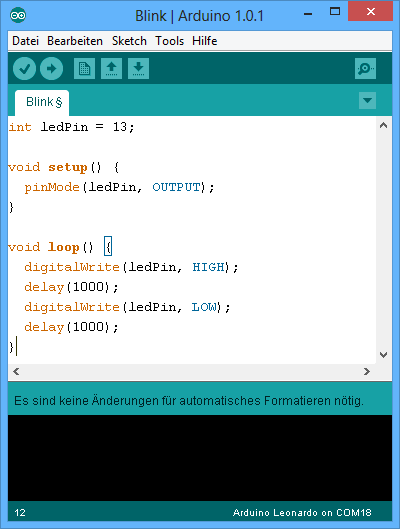 Blink | Arduino 1.0.1
Datei Bearbeiten Sketch Tools Hilfe
Blink §
int ledPin = 13;
void setup() {
  pinMode(ledPin, OUTPUT);
}
void loop() {
  digitalWrite(ledPin, HIGH);
  delay(1000);
  digitalWrite(ledPin, LOW);
  delay(1000);
}
Es sind keine Änderungen für automatisches Formatieren nötig.
12 Arduino Leonardo on COM18